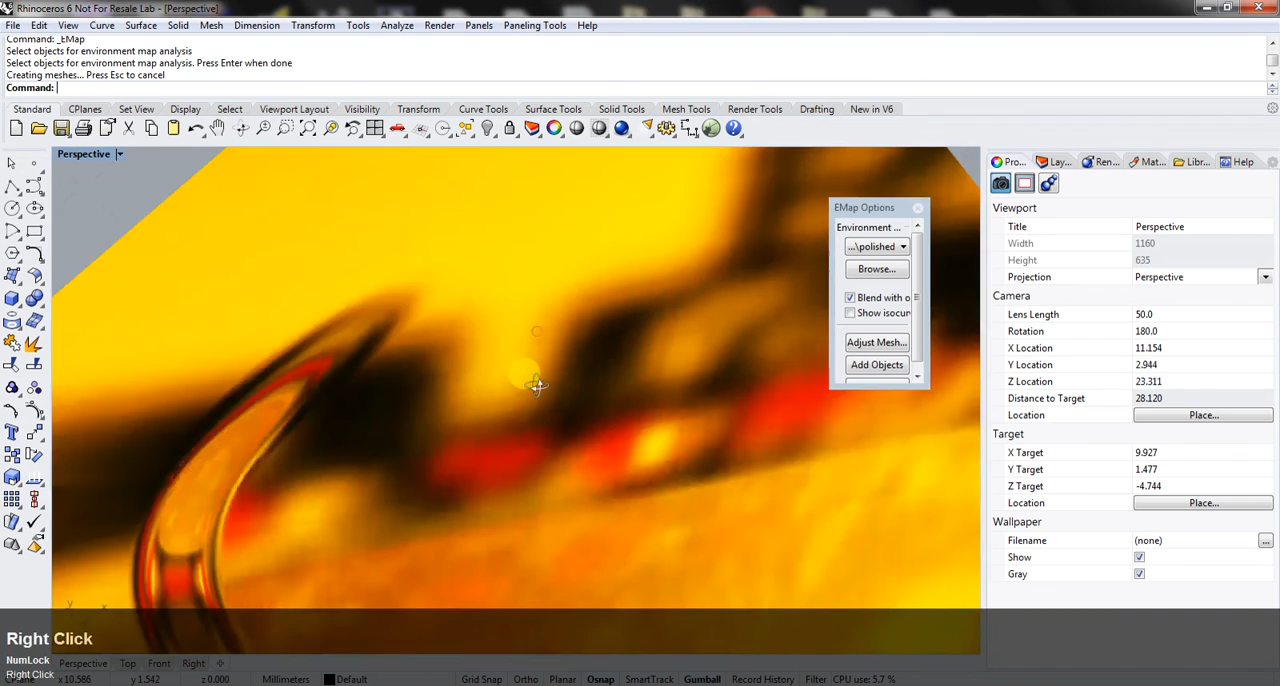 Rhinoceros 6 Not For Resale Lab - [Perspective]
File Edit View Curve Surface Solid Mesh Dimension Transform Tools Analyze Render Panels Paneling Tools Help
Command: _EMap
Select objects for environment map analysis
Select objects for environment map analysis. Press Enter when done
Creating meshes... Press Esc to cancel
Command:
Standard CPlanes Set View Display Select Viewport Layout Visibility Transform Curve Tools Surface Tools Solid Tools Mesh Tools Render Tools Drafting New in V6
Perspective
Pro... Lay... Ren... Mat... Libr... Help
Viewport
Title Perspective
Width 1160
Height 635
Projection Perspective
Camera
Lens Length 50.0
Rotation 180.0
X Location 11.154
Y Location 2.944
Z Location 23.311
Distance to Target 28.120
Location Place...
Target
X Target 9.927
Y Target 1.477
Z Target -4.744
Location Place...
Wallpaper
Filename (none) ...
Show
Gray
EMap Options
Environment ...
...\polished
Browse...
Blend with o
Show isocur
Adjust Mesh...
Add Objects
y x
Right Click
NumLock
Right Click
Perspective Top Front Right
CPlane x 10.586 y 1.542 z 0.000 Millimeters Default Grid Snap Ortho Planar Osnap SmartTrack Gumball Record History Filter CPU use: 5.7 %